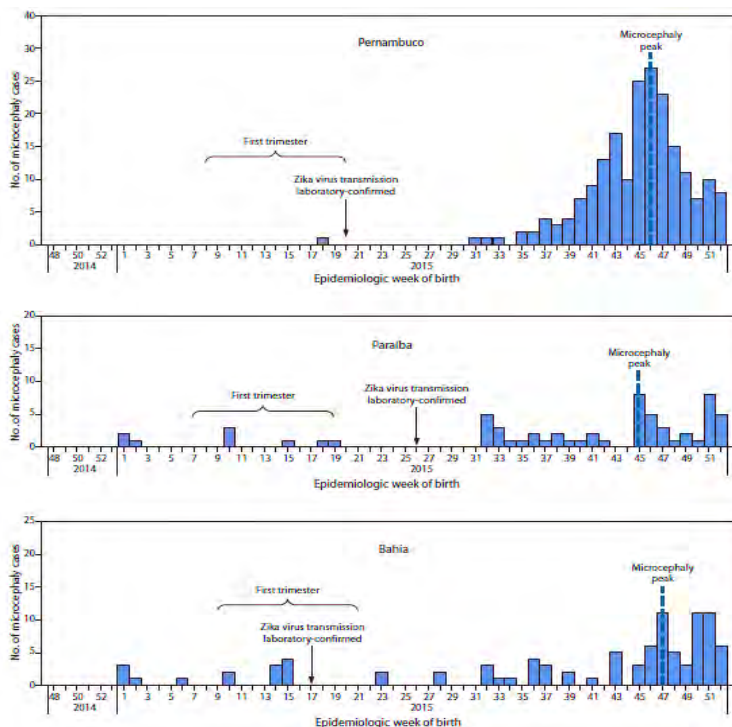 40
35
30
25
20
15
10
5
0
No. of microcephaly cases
Pernambuco
Microcephaly
peak
First trimester
Zika virus transmission
laboratory-confirmed
48 50 52 1 3 5 7 9 11 13 15 17 19 21 23 25 27 29 31 33 35 37 39 41 43 45 47 49 51
2014 2015
Epidemiologic week of birth
20
15
10
5
0
No. of microcephaly cases
Paraíba
Microcephaly
peak
First trimester
Zika virus transmission
laboratory-confirmed
48 50 52 1 3 5 7 9 11 13 15 17 19 21 23 25 27 29 31 33 35 37 39 41 43 45 47 49 51
2014 2015
Epidemiologic week of birth
25
20
15
10
5
0
No. of microcephaly cases
Bahia
Microcephaly
peak
First trimester
Zika virus transmission
laboratory-confirmed
48 50 52 1 3 5 7 9 11 13 15 17 19 21 23 25 27 29 31 33 35 37 39 41 43 45 47 49 51
2014 2015
Epidemiologic week of birth